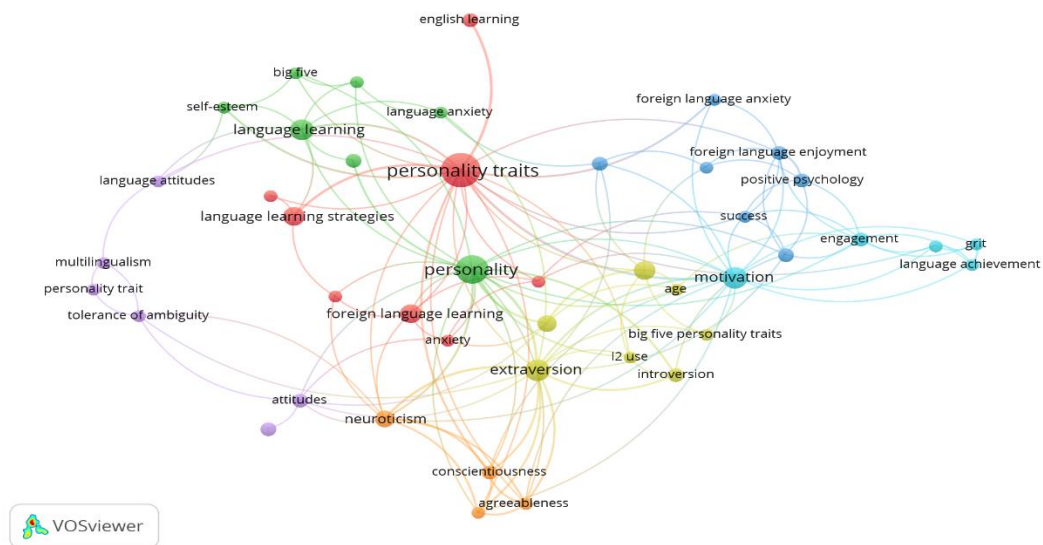 english learning
big five
self-esteem
language anxiety
language learning
foreign language anxiety
foreign language enjoyment
personality traits
positive psychology
language attitudes
language learning strategies
success
engagement
grit
language achievement
multilingualism
personality
motivation
personality trait
age
tolerance of ambiguity
foreign language learning
big five personality traits
anxiety
l2 use
extraversion
introversion
attitudes
neuroticism
conscientiousness
agreeableness
VOSviewer